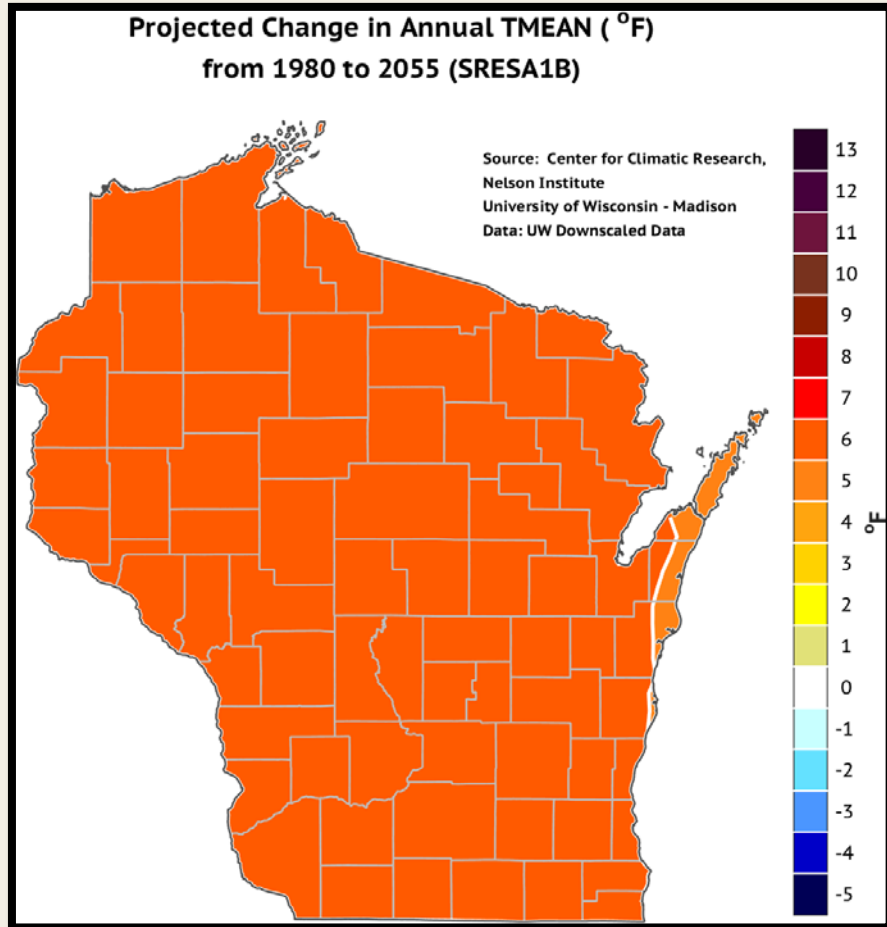 Projected Change in Annual TMEAN ( °F)
from 1980 to 2055 (SRESA1B)
Source: Center for Climatic Research,
Nelson Institute
University of Wisconsin - Madison
Data: UW Downscaled Data
13
12
11
10
9
8
7
6
5
4
3
2
1
0
-1
-2
-3
-4
-5
°F